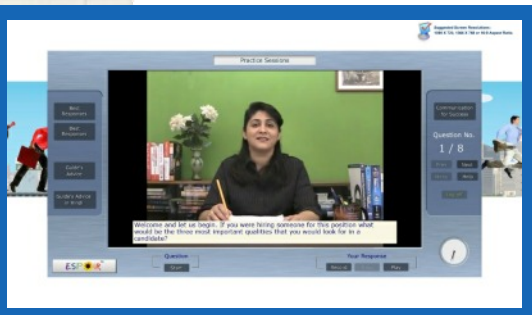 Suggested Screen Resolutions:
Practice Sessions
Best
Responses
Best
Responses
Guide's
Advice
Guide's Advice
in Hindi
Communication
for Success
Question No.
1 / 8
Next
Help
Welcome and let us begin. If you were hiring someone for this position what
would be the three most important qualities that you would look for in a
candidate?
ESPOIR
Question
Start
Your Response
Record
Play